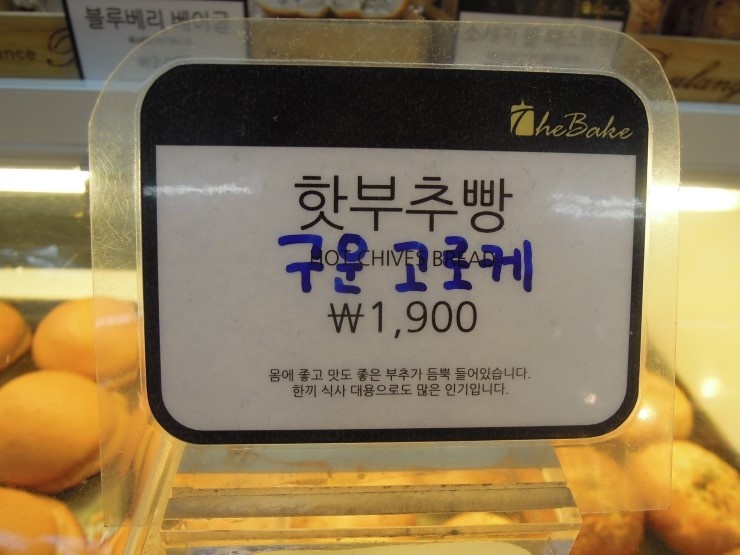 블루베리 베이글
TheBake
핫부추빵
HOT CHIVES BREAD
구운 고로케
₩1,900
몸에 좋고 맛도 좋은 부추가 듬뿍 들어있습니다.
한끼 식사 대용으로도 많은 인기입니다.